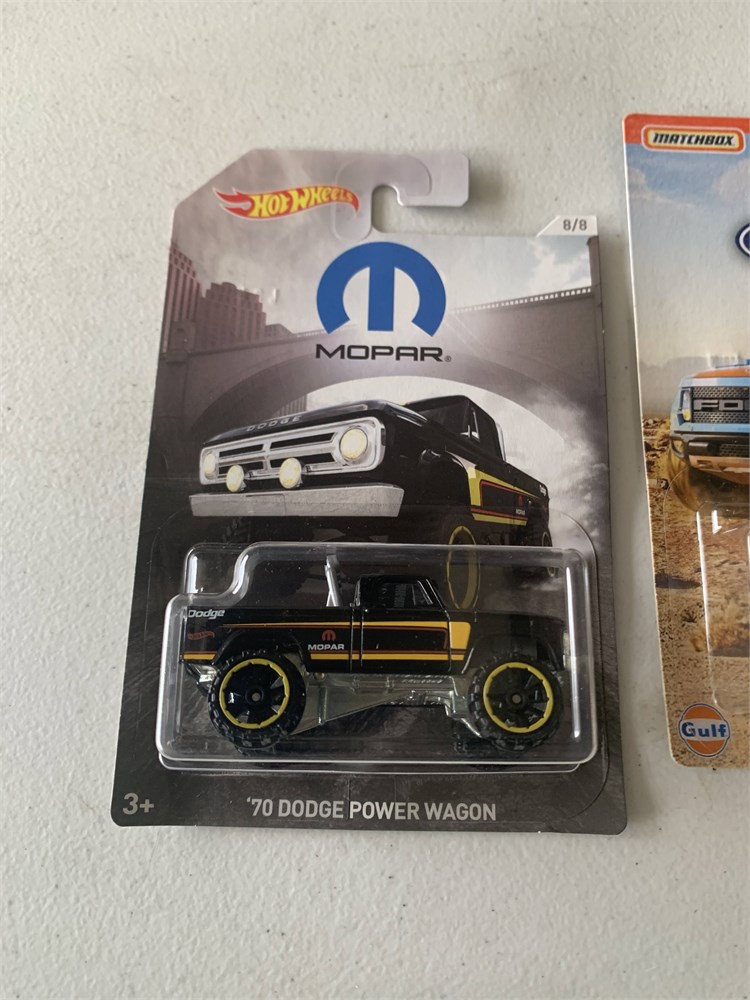 HOT WHEELS
8/8
MOPAR®
DODGE
Dodge
MOPAR
3+
'70 DODGE POWER WAGON
MATCHBOX
Gulf